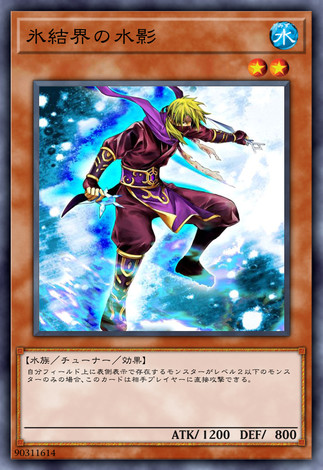 氷結界の水影
水
【水族／チューナー／効果】
自分フィールド上に表側表示で存在するモンスターがレベル２以下のモン
スターのみの場合、このカードは相手プレイヤーに直接攻撃できる。
ATK/ 1200 DEF/ 800
90311614